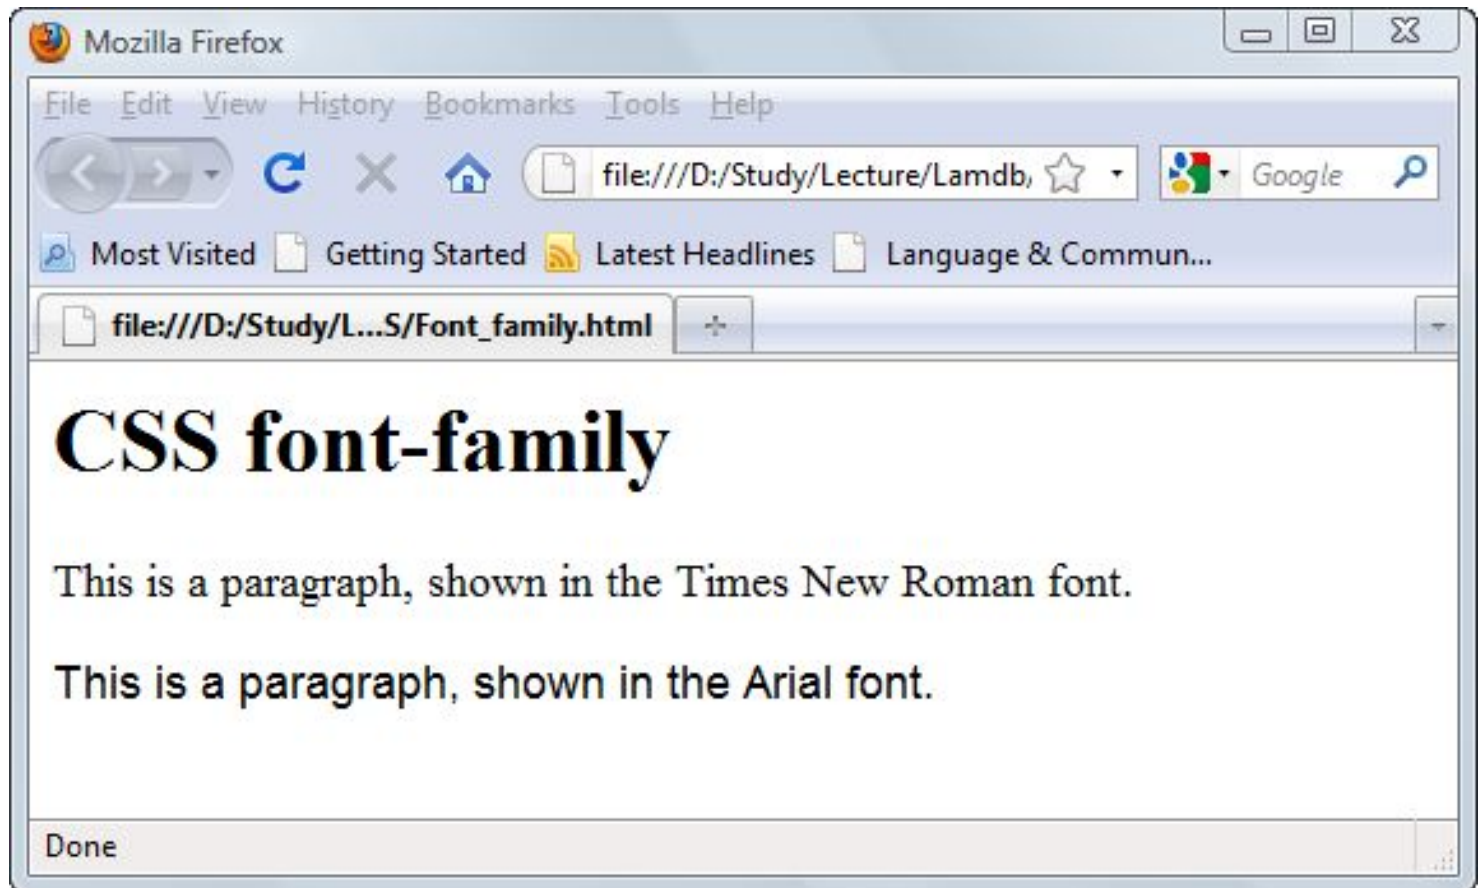 Mozilla Firefox
File Edit View History Bookmarks Tools Help
file:///D:/Study/Lecture/Lamdb, Google
Most Visited Getting Started Latest Headlines Language & Commun...
file:///D:/Study/L...S/Font_family.html
CSS font-family
This is a paragraph, shown in the Times New Roman font.
This is a paragraph, shown in the Arial font.
Done